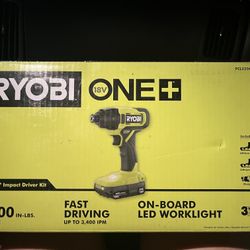 RYOBI 18V ONE+
" Impact Driver Kit
00 IN-LBS.
FAST
DRIVING
UP TO 3,400 IPM
ON-BOARD
LED WORKLIGHT
RYOBI